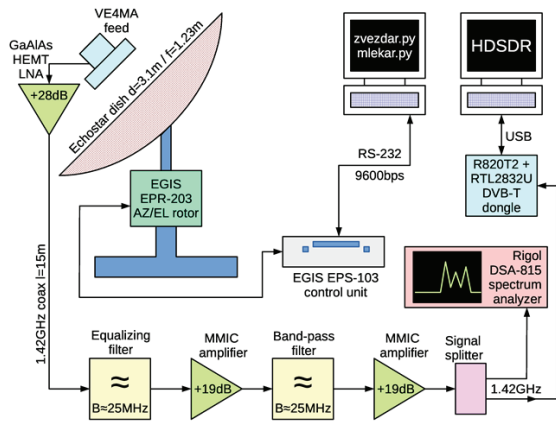 VE4MA
feed
GaAlAs
HEMT
LNA
+28dB
Echostar dish d=3.1m / f=1.23m
zvezdar.py
mlekar.py
HDSDR
USB
RS-232
9600bps
R820T2 +
RTL2832U
DVB-T
dongle
EGIS
EPR-203
AZ/EL rotor
EGIS EPS-103
control unit
Rigol
DSA-815
spectrum
analyzer
1.42GHz coax l=15m
Equalizing
filter
≈
B≈25MHz
MMIC
amplifier
+19dB
Band-pass
filter
≈
B≈25MHz
MMIC
amplifier
+19dB
Signal
splitter
1.42GHz